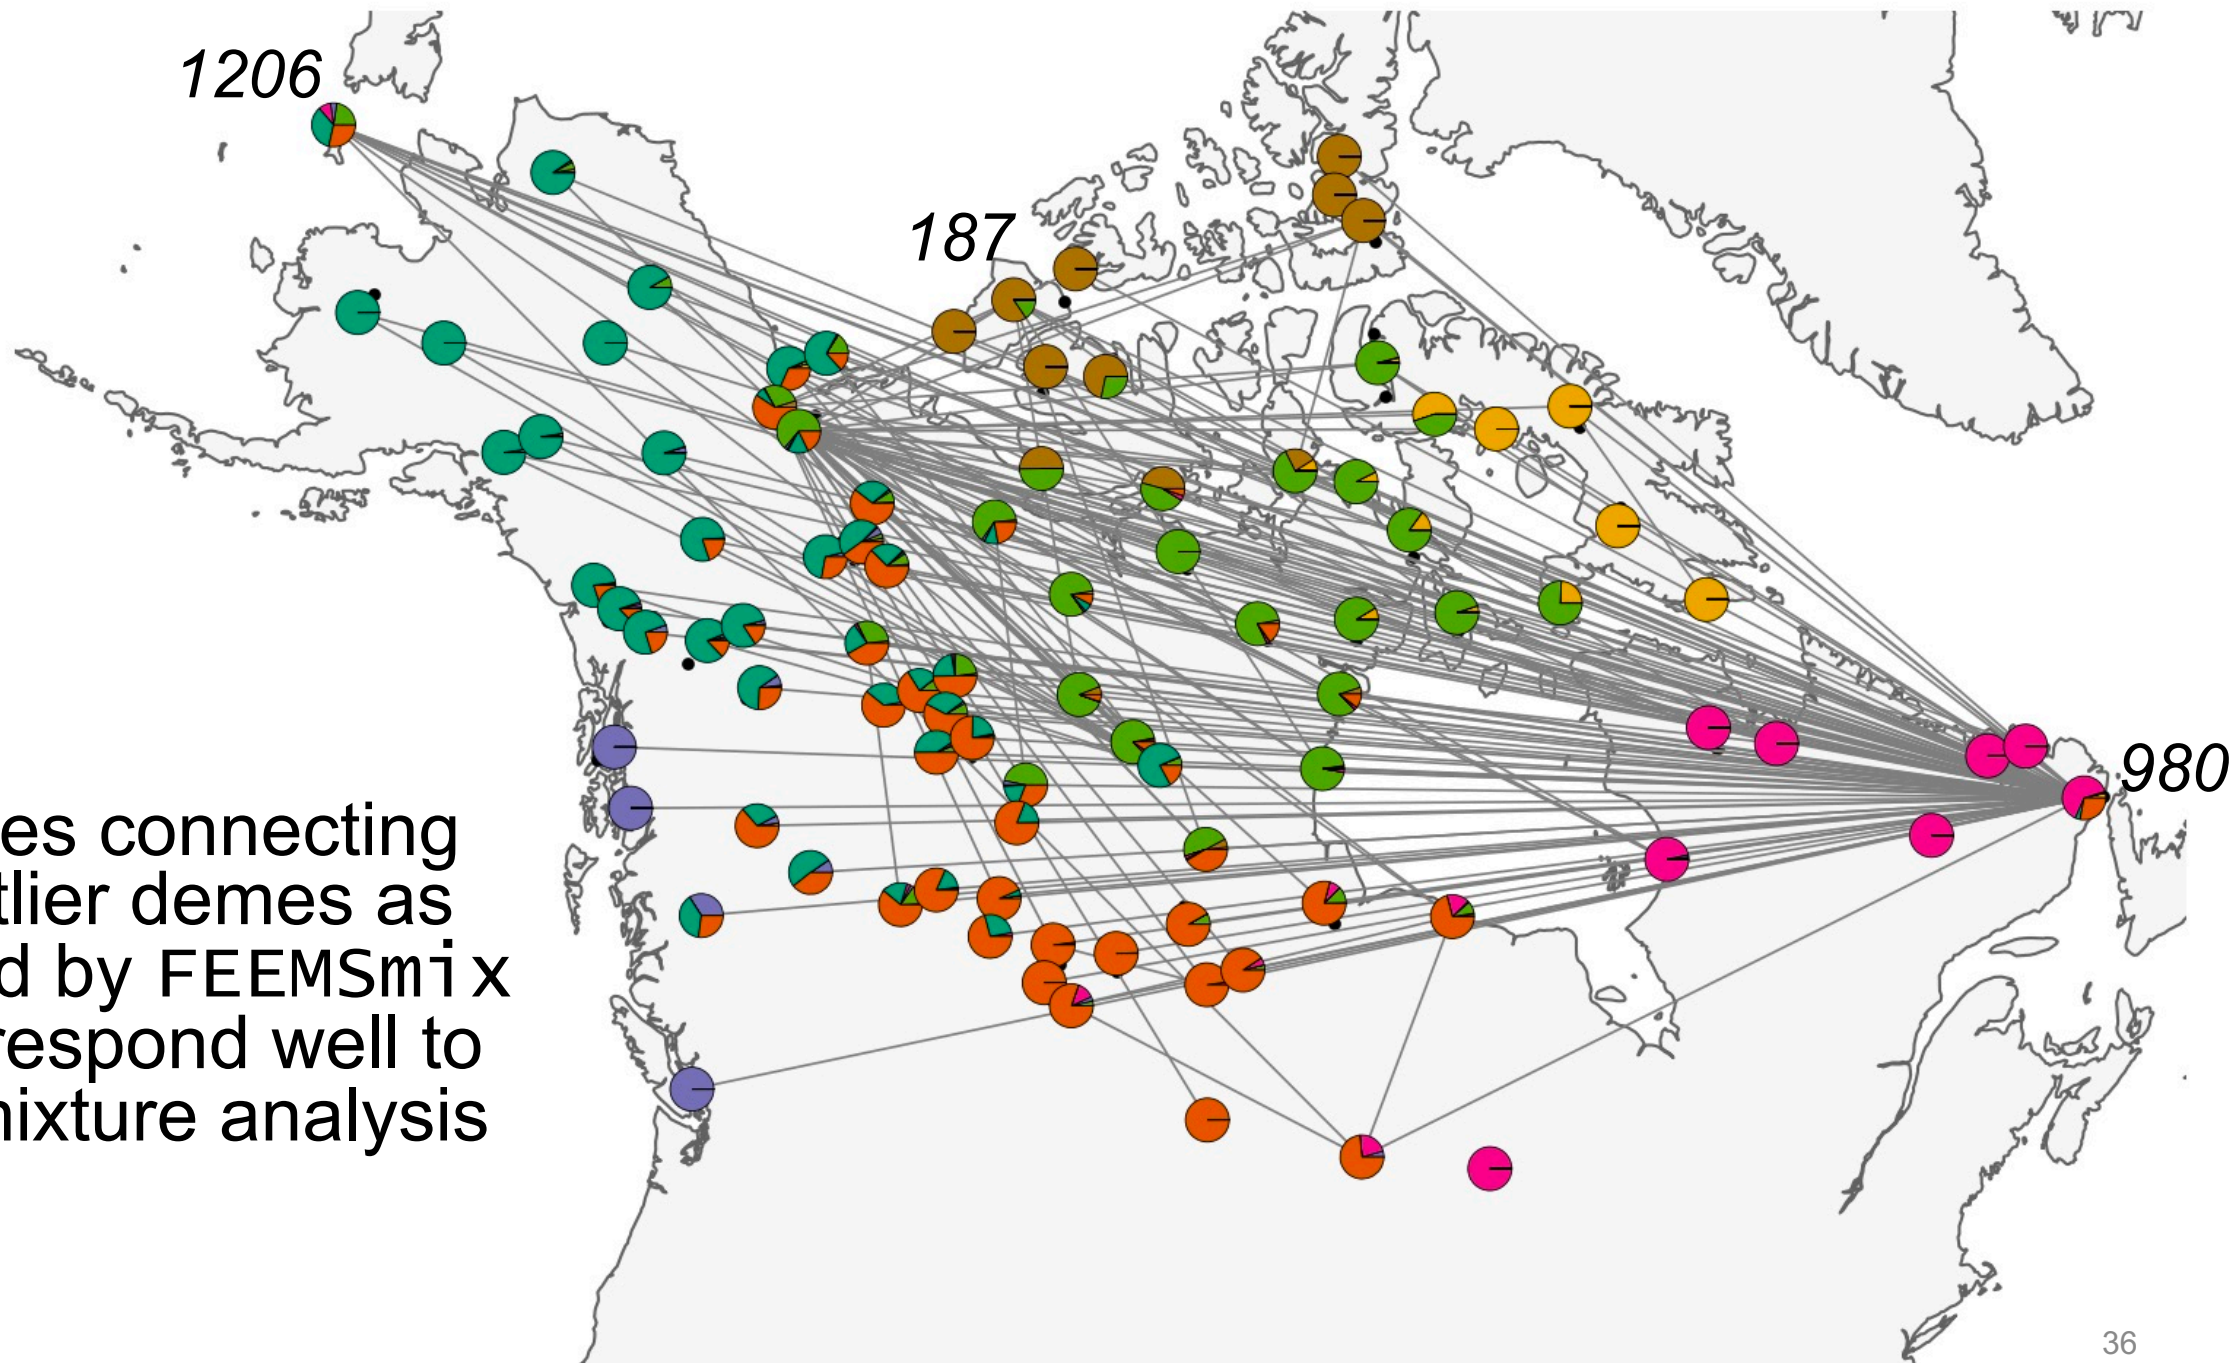 1206
187
980
es connecting
tlier demes as
d by FEEMSmix
respond well to
nixture analysis
36